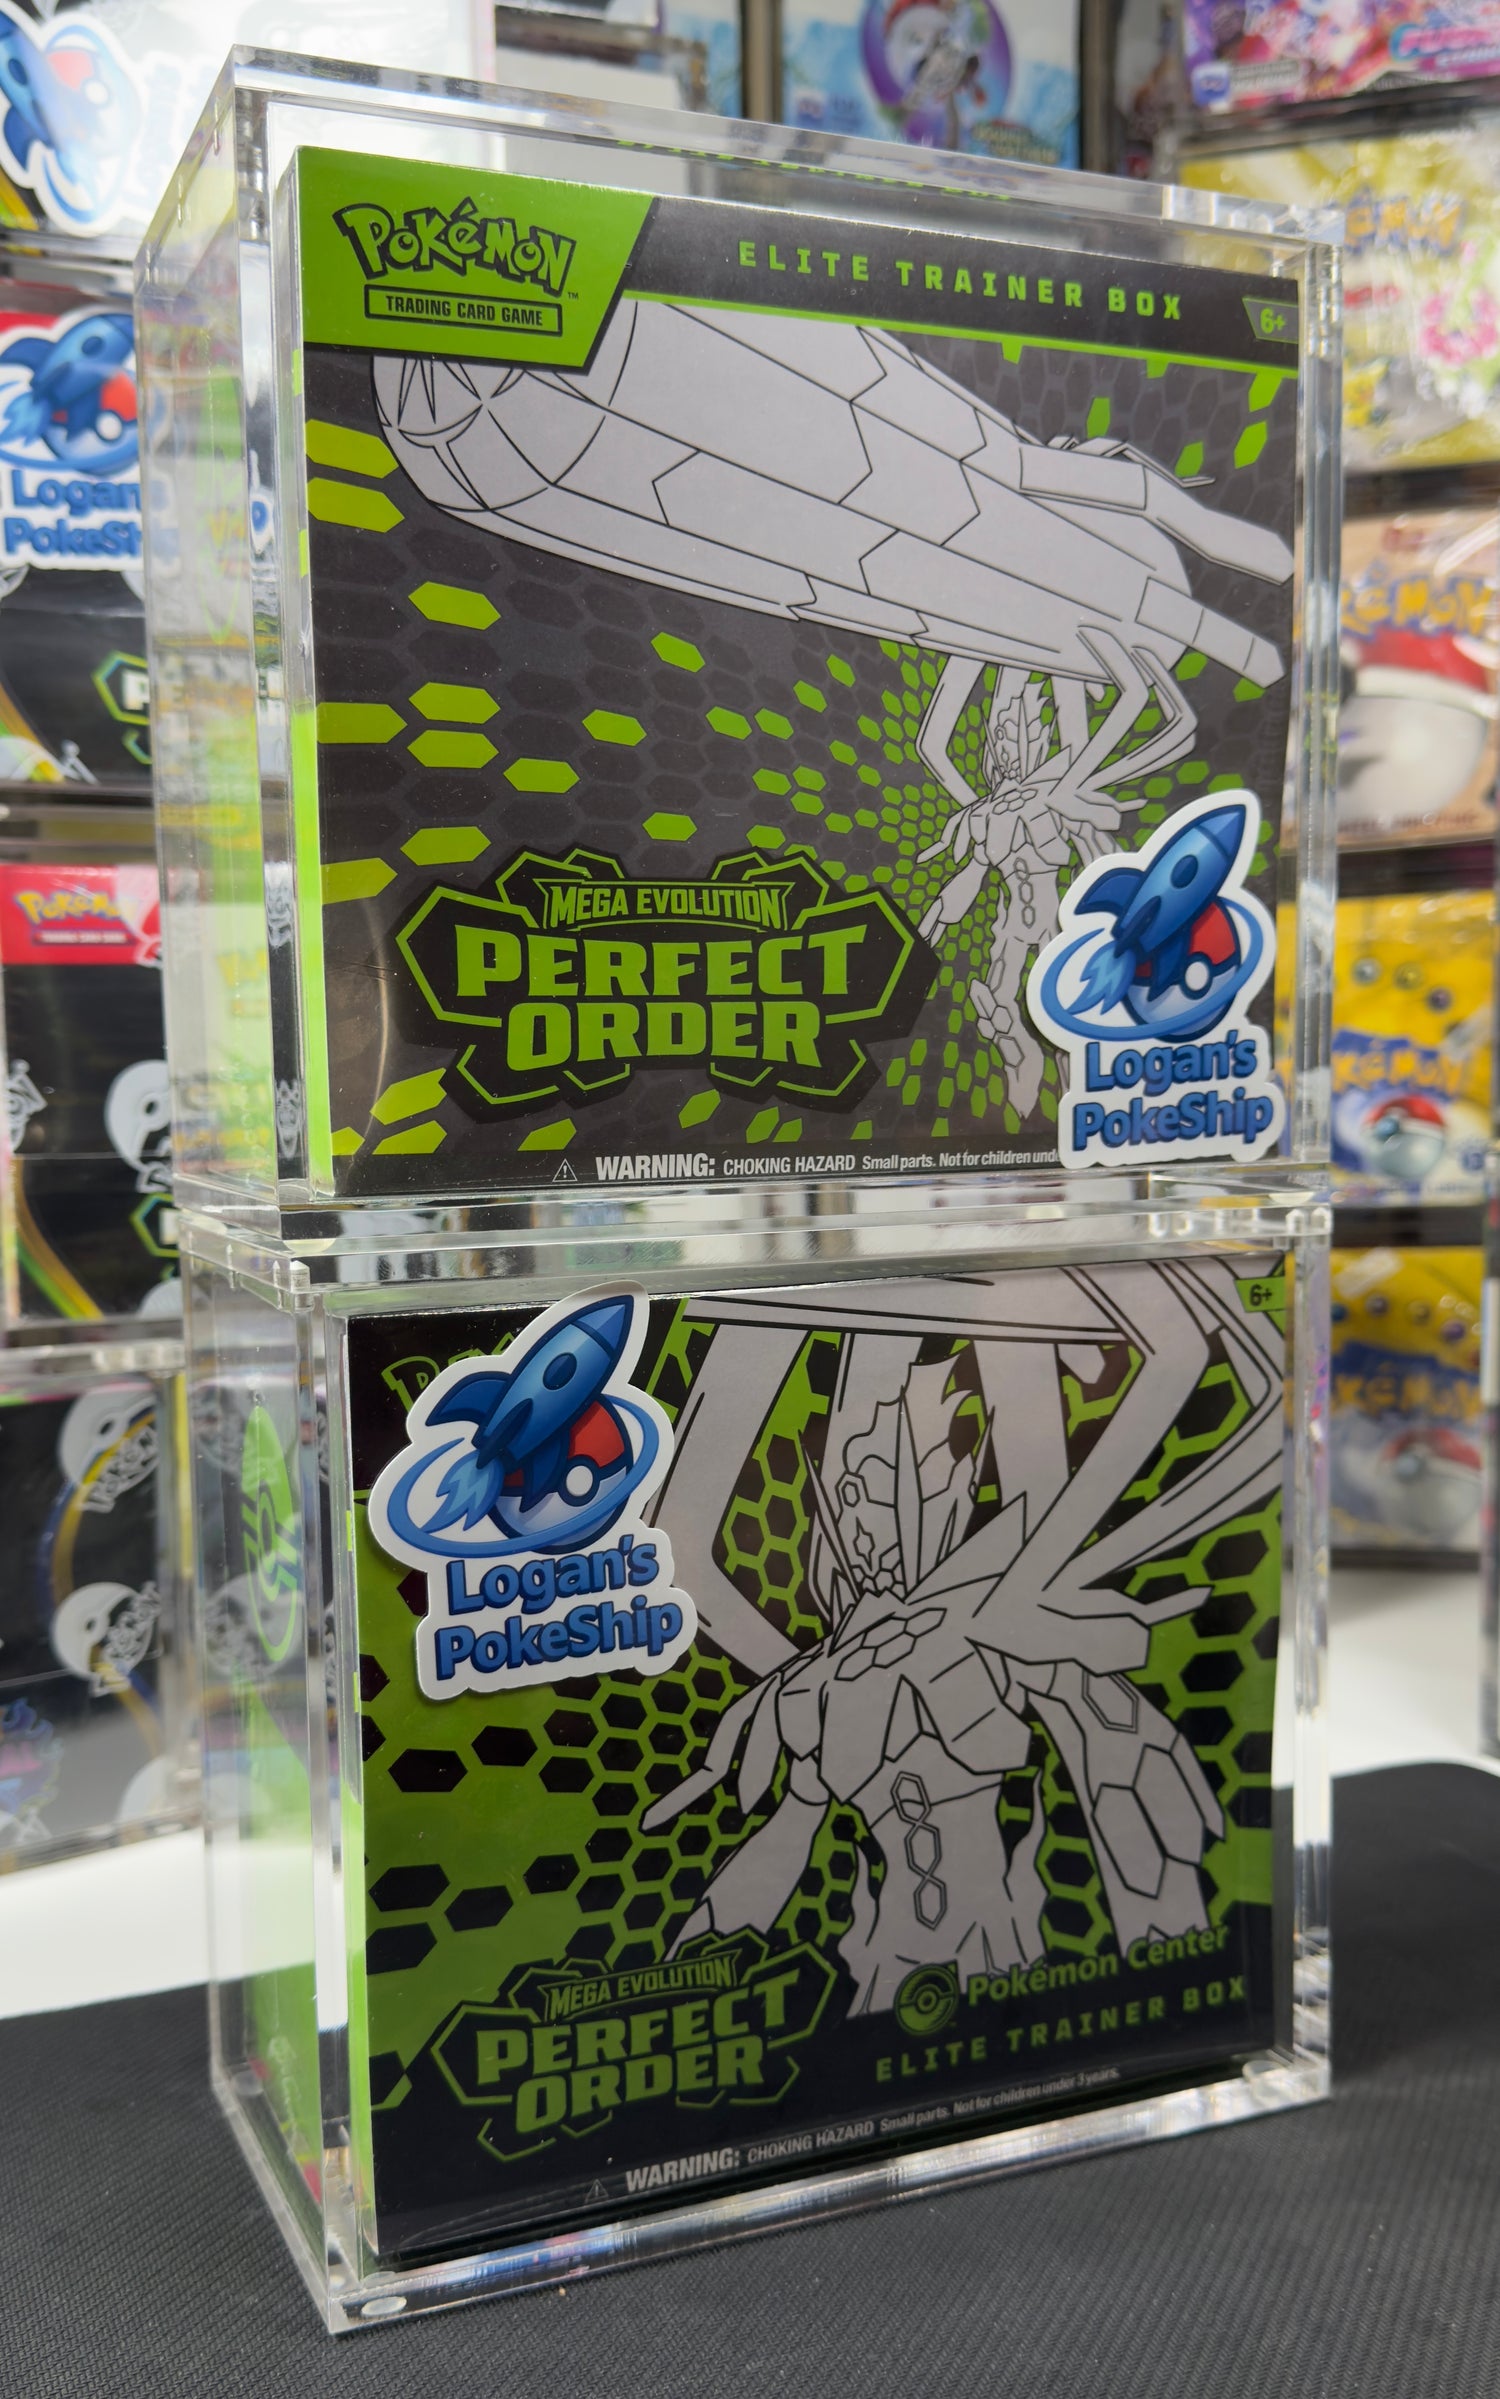 POKéMON
TRADING CARD GAME
ELITE TRAINER BOX
6+
MEGA EVOLUTION
PERFECT
ORDER
WARNING: CHOKING HAZARD Small parts. Not for children
Logan's
PokeShip
6+
Logan's
PokeShip
MEGA EVOLUTION
PERFECT
ORDER
Pokémon Center
ELITE TRAINER BOX
WARNING: CHOKING HAZARD Small parts. Not for children under 3 years.
Logan's
PokeSh